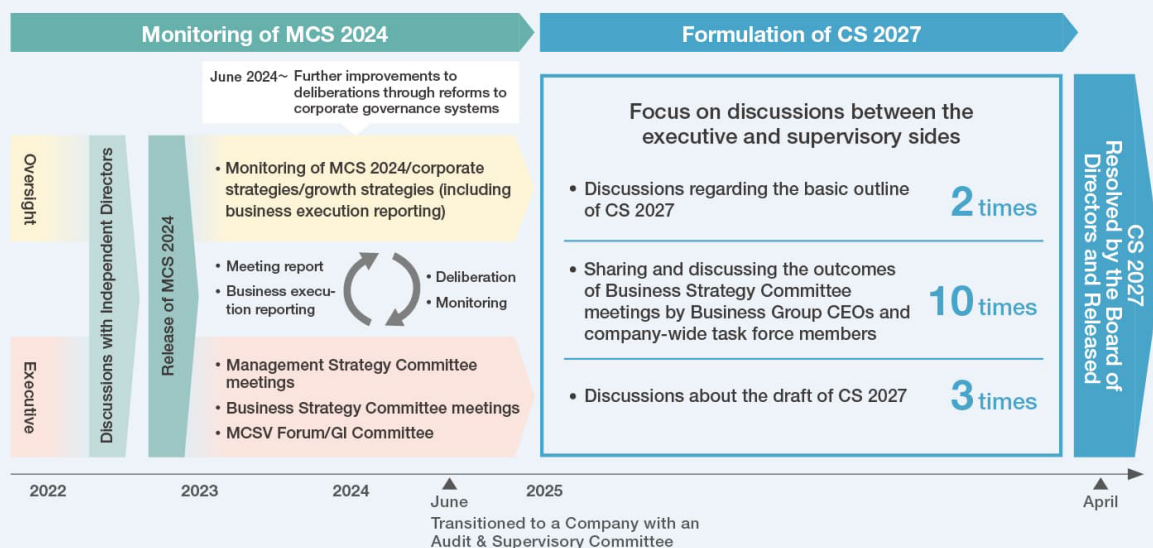 Monitoring of MCS 2024
Formulation of CS 2027
June 2024~ Further improvements to
deliberations through reforms to
corporate governance systems
Oversight
Executive
Discussions with Independent Directors
Release of MCS 2024
• Monitoring of MCS 2024/corporate
strategies/growth strategies (including
business execution reporting)
• Meeting report
• Business execu-
tion reporting
• Deliberation
• Monitoring
• Management Strategy Committee
meetings
• Business Strategy Committee meetings
• MCSV Forum/GI Committee
Focus on discussions between the
executive and supervisory sides
• Discussions regarding the basic outline
of CS 2027
2 times
• Sharing and discussing the outcomes
of Business Strategy Committee
meetings by Business Group CEOs and
company-wide task force members
10 times
• Discussions about the draft of CS 2027
3 times
CS 2027
Resolved by the Board of
Directors and Released
2022
2023
2024
2025
June
Transitioned to a Company with an
Audit & Supervisory Committee
April